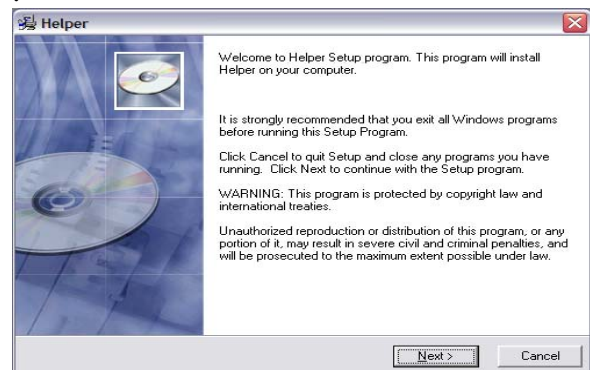 Helper
Welcome to Helper Setup program. This program will install
Helper on your computer.
It is strongly recommended that you exit all Windows programs
before running this Setup Program.
Click Cancel to quit Setup and close any programs you have
running. Click Next to continue with the Setup program.
WARNING: This program is protected by copyright law and
international treaties.
Unauthorized reproduction or distribution of this program, or any
portion of it, may result in severe civil and criminal penalties, and
will be prosecuted to the maximum extent possible under law.
Next >
Cancel